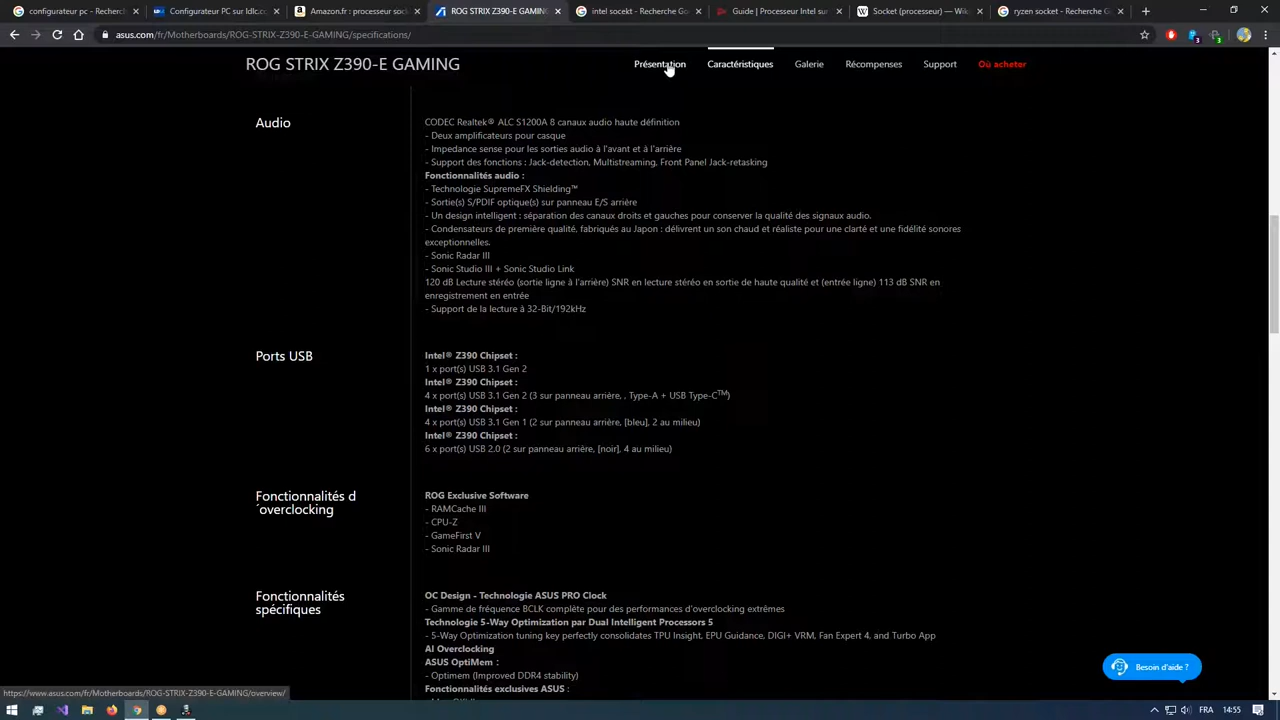 configurateur pc - Recherche
Configurateur PC sur ldlc.co
Amazon.fr : processeur socke
ROG STRIX Z390-E GAMING
intel sockekt - Recherche Go
Guide | Processeur Intel sur
Socket (processeur) — Wiki
ryzen socket - Recherche Go
asus.com/fr/Motherboards/ROG-STRIX-Z390-E-GAMING/specifications/
ROG STRIX Z390-E GAMING
Présentation
Caractéristiques
Galerie
Récompenses
Support
Où acheter
Audio
CODEC Realtek® ALC S1200A 8 canaux audio haute définition
- Deux amplificateurs pour casque
- Impedance sense pour les sorties audio à l'avant et à l'arrière
- Support des fonctions : Jack-detection, Multistreaming, Front Panel Jack-retasking
Fonctionnalités audio :
- Technologie SupremeFX Shielding™
- Sortie(s) S/PDIF optique(s) sur panneau E/S arrière
- Un design intelligent : séparation des canaux droits et gauches pour conserver la qualité des signaux audio.
- Condensateurs de première qualité, fabriqués au Japon : délivrent un son chaud et réaliste pour une clarté et une fidélité sonores
exceptionnelles.
- Sonic Radar III
- Sonic Studio III + Sonic Studio Link
120 dB Lecture stéréo (sortie ligne à l'arrière) SNR en lecture stéréo en sortie de haute qualité et (entrée ligne) 113 dB SNR en
enregistrement en entrée
- Support de la lecture à 32-Bit/192kHz
Ports USB
Intel® Z390 Chipset :
1 x port(s) USB 3.1 Gen 2
Intel® Z390 Chipset :
4 x port(s) USB 3.1 Gen 2 (3 sur panneau arrière, . Type-A + USB Type-CTM)
Intel® Z390 Chipset :
4 x port(s) USB 3.1 Gen 1 (2 sur panneau arrière, [bleu], 2 au milieu)
Intel® Z390 Chipset :
6 x port(s) USB 2.0 (2 sur panneau arrière, [noir], 4 au milieu)
Fonctionnalités d
´overclocking
ROG Exclusive Software
- RAMCache III
- CPU-Z
- GameFirst V
- Sonic Radar III
Fonctionnalités
spécifiques
OC Design - Technologie ASUS PRO Clock
- Gamme de fréquence BCLK complète pour des performances d'overclocking extrêmes
Technologie 5-Way Optimization par Dual Intelligent Processors 5
- 5-Way Optimization tuning key perfectly consolidates TPU Insight, EPU Guidance, DIGI+ VRM, Fan Expert 4, and Turbo App
AI Overclocking
ASUS OptiMem :
- Optimem (Improved DDR4 stability)
Fonctionnalités exclusives ASUS :
Besoin d'aide ?
https://www.asus.com/fr/Motherboards/ROG-STRIX-Z390-E-GAMING/overview/
FRA
14:55